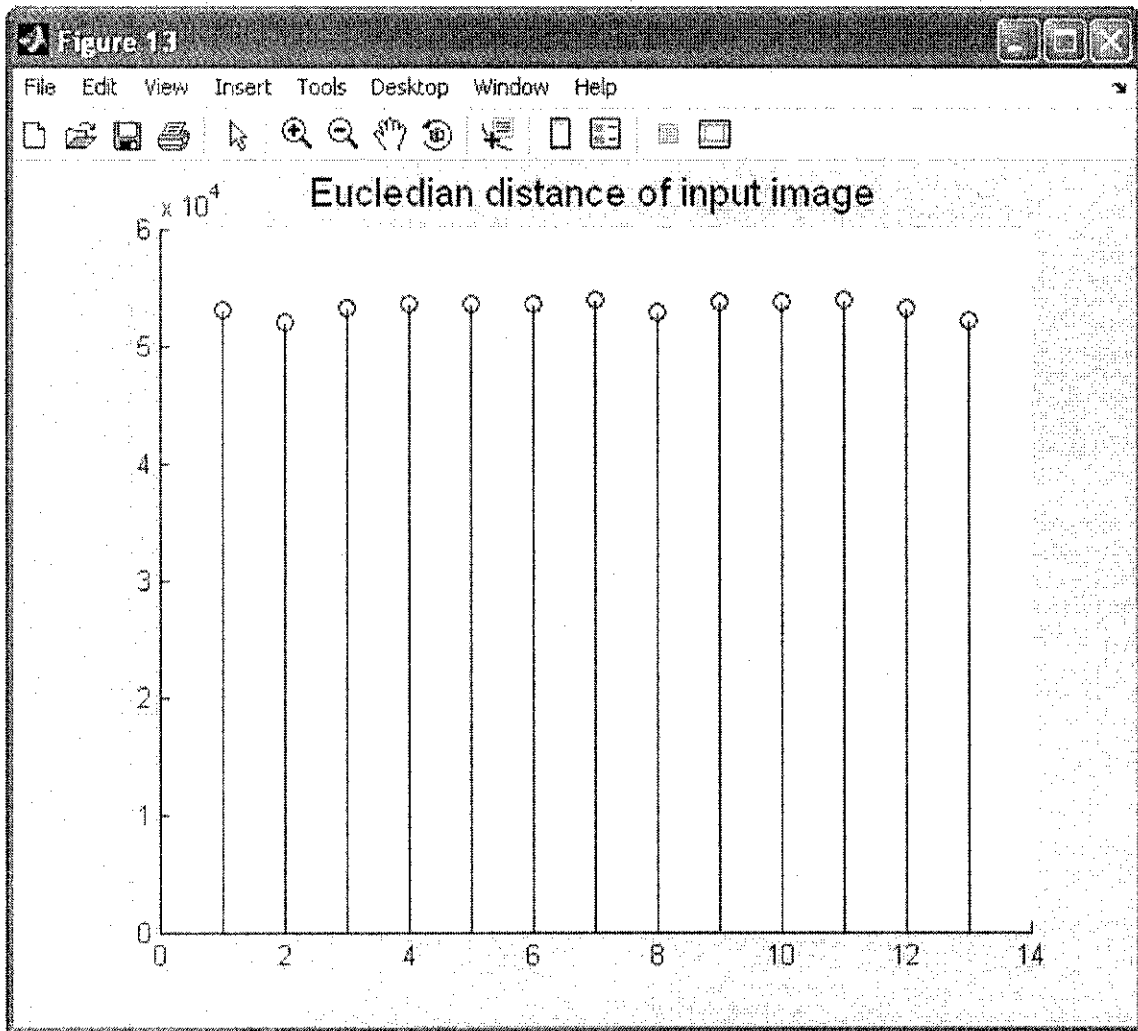 Figure 13
File Edit View Insert Tools Desktop Window Help
Eucledian distance of input image
x 10^4
6
5
4
3
2
1
0
0 2 4 6 8 10 12 14